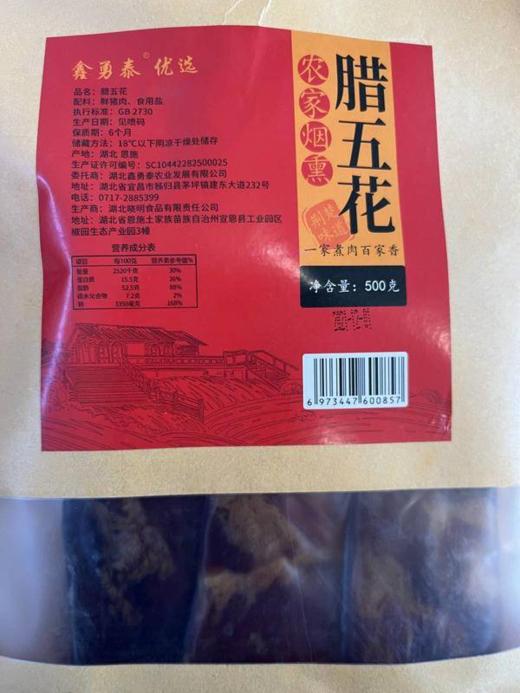 鑫勇泰® 优选
品名：腊五花
配料：鲜猪肉、食用盐
执行标准：GB 2730
生产日期：见喷码
保质期：6个月
储藏方法：18℃以下阴凉干燥处储存
产地：湖北 恩施
生产许可证编号：SC10442282500025
委托商：湖北鑫勇泰农业发展有限公司
地址：湖北省宜昌市秭归县茅坪镇建东大道232号
电话：0717-2885399
生产商：湖北晓明食品有限责任公司
地址：湖北省恩施土家族苗族自治州宣恩县工业园区
椒园生态产业园3幢
营养成分表
项目 每100克 营养素参考值%
能量 2520千焦 30%
蛋白质 15.5克 26%
脂肪 52.5克 88%
碳水化合物 7.2克 2%
钠 3350毫克 168%
农家烟熏
腊五花
荆楚
味道
一家煮肉百家香
净含量：500克
6 973447 600857